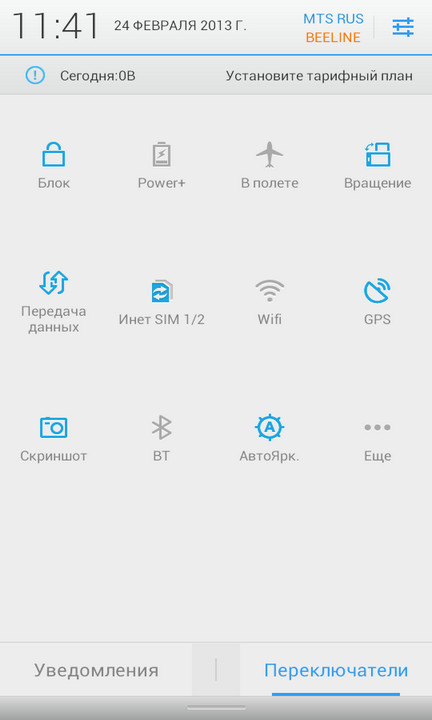 11:41
24 ФЕВРАЛЯ 2013 Г.
MTS RUS
BEELINE
Сегодня:0B
Установите тарифный план
Блок
Power+
В полете
Вращение
Передача
данных
Инет SIM 1/2
Wifi
GPS
Скриншот
BT
АвтоЯрк.
Еще
Уведомления
Переключатели